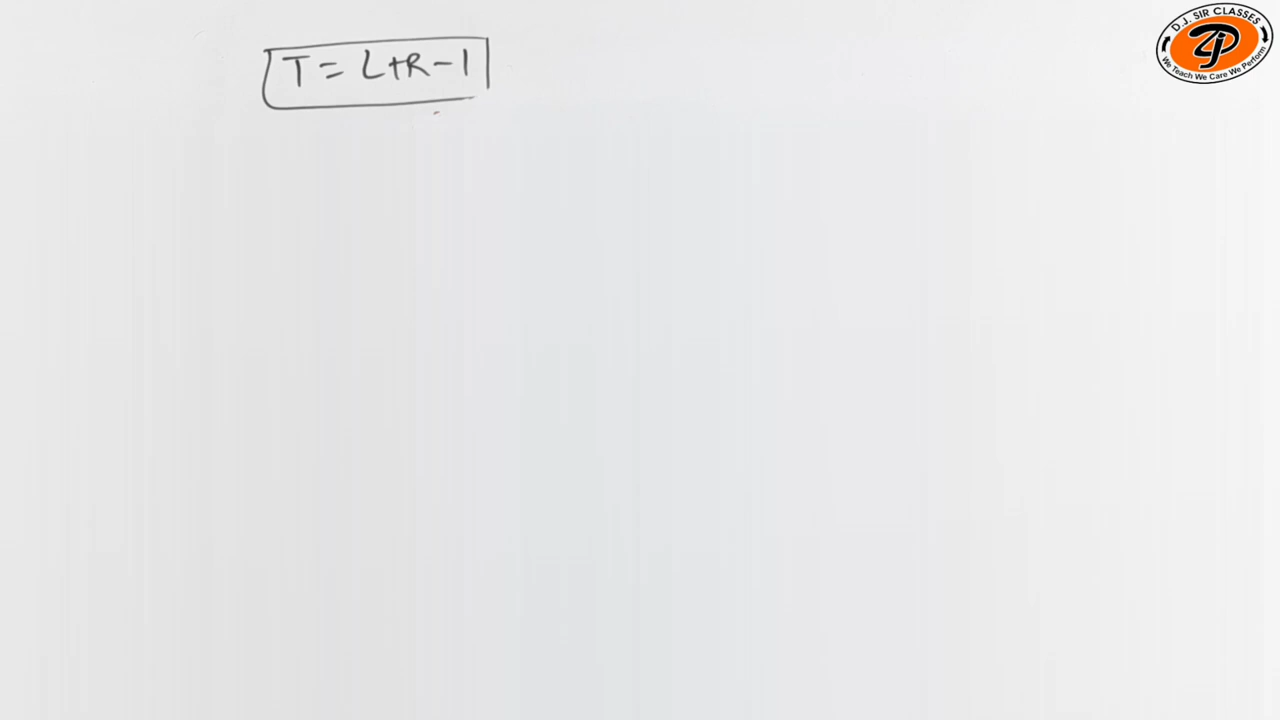 T = L+R-1
D.J. SIR CLASSES
We Teach We Care We Perform